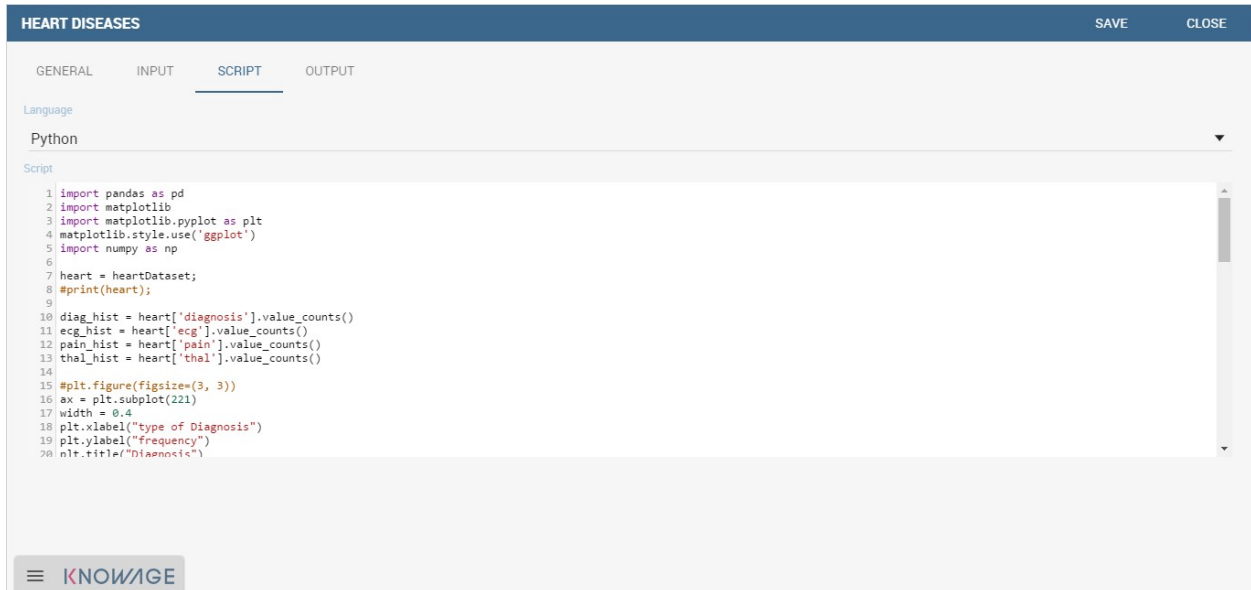 HEART DISEASES SAVE CLOSE
GENERAL INPUT SCRIPT OUTPUT
Language
Python
Script
1 import pandas as pd
2 import matplotlib
3 import matplotlib.pyplot as plt
4 matplotlib.style.use('ggplot')
5 import numpy as np
6
7 heart = heartDataset;
8 #print(heart);
9
10 diag_hist = heart['diagnosis'].value_counts()
11 ecg_hist = heart['ecg'].value_counts()
12 pain_hist = heart['pain'].value_counts()
13 thal_hist = heart['thal'].value_counts()
14
15 #plt.figure(figsize=(3, 3))
16 ax = plt.subplot(221)
17 width = 0.4
18 plt.xlabel("type of Diagnosis")
19 plt.ylabel("frequency")
20 plt.title("Diagnosis")
KNOWAGE